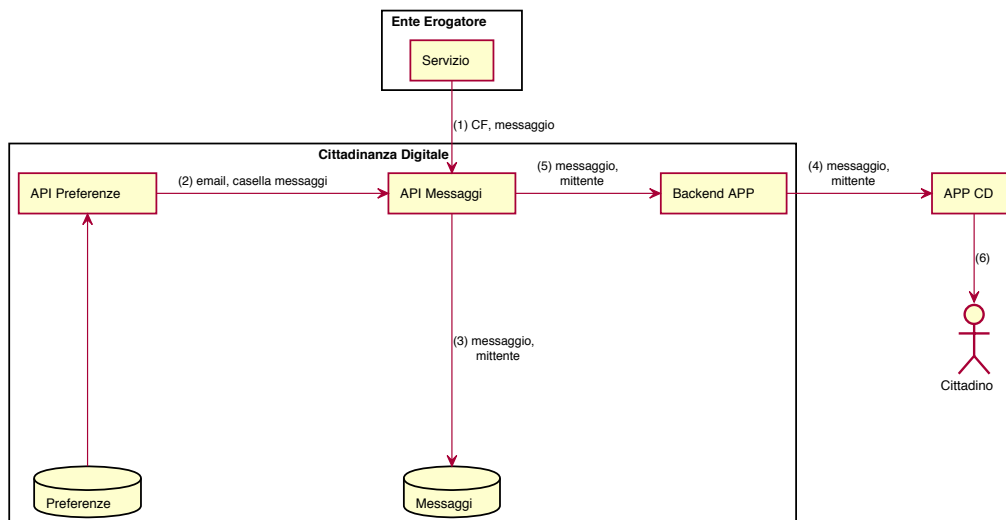 Ente Erogatore
Servizio
(1) CF, messaggio
Cittadinanza Digitale
API Preferenze
(2) email, casella messaggi
API Messaggi
(5) messaggio,
mittente
Backend APP
(4) messaggio,
mittente
APP CD
(6)
(3) messaggio,
mittente
Cittadino
Preferenze
Messaggi